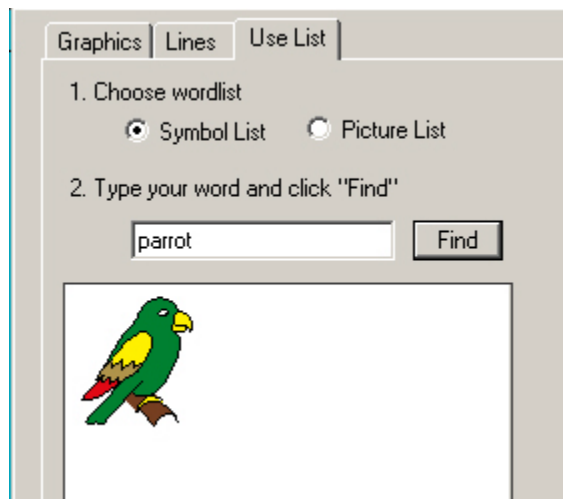 Graphics Lines Use List
1. Choose wordlist
Symbol List Picture List
2. Type your word and click "Find"
parrot Find